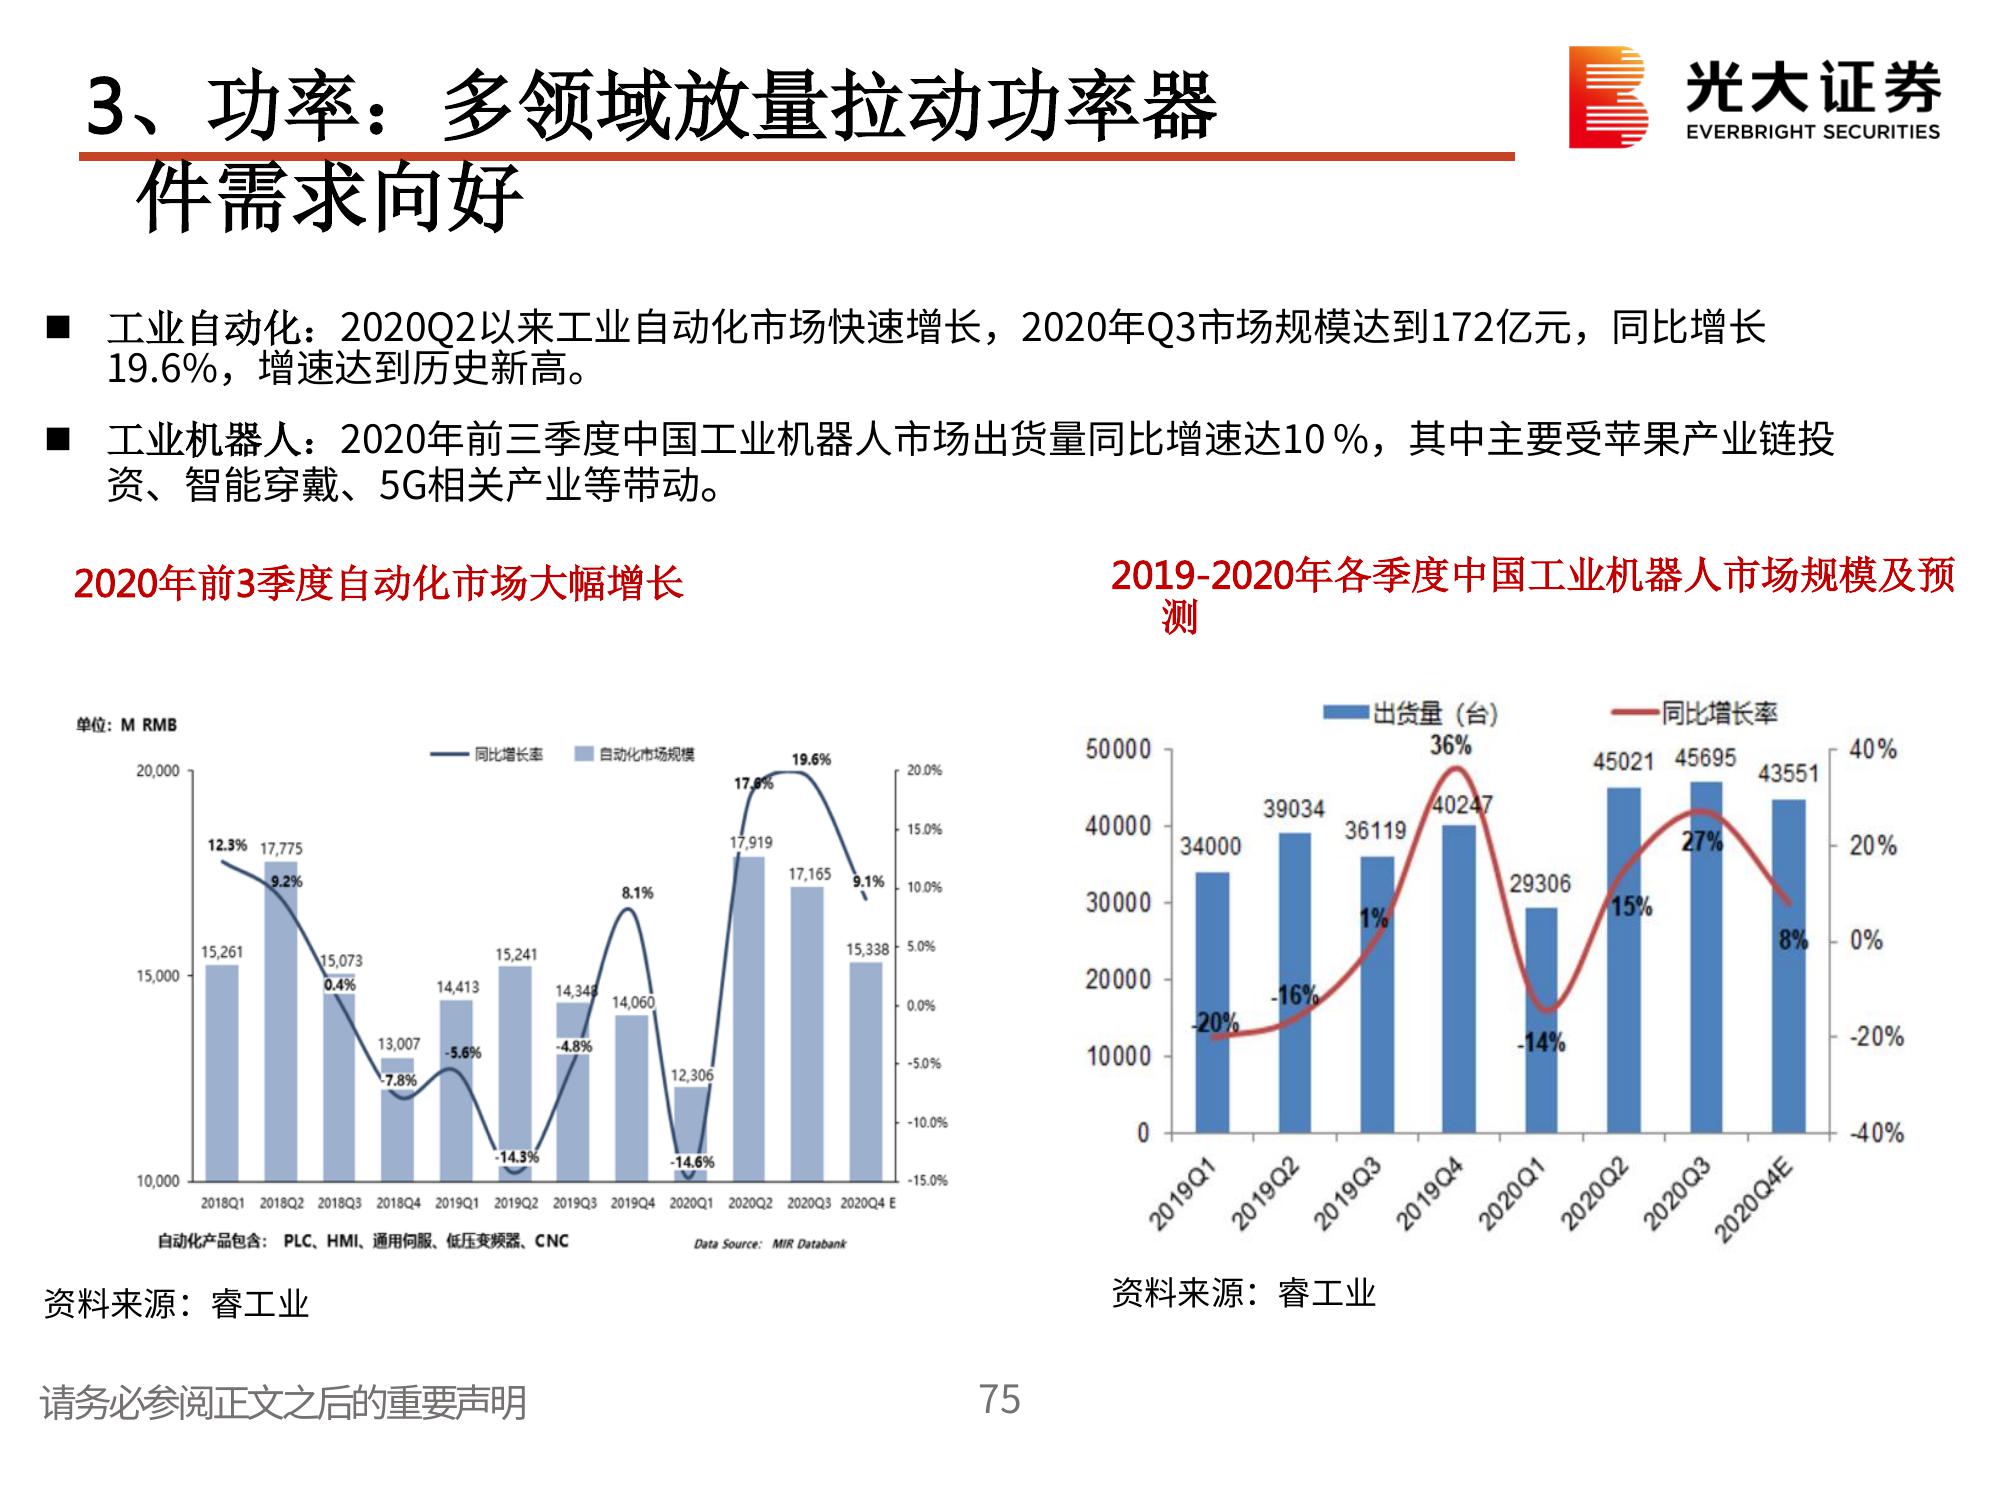 3、功率：多领域放量拉动功率器
件需求向好
光大证券
EVERBRIGHT SECURITIES
■ 工业自动化：2020Q2以来工业自动化市场快速增长，2020年Q3市场规模达到172亿元，同比增长
19.6%，增速达到历史新高。
■ 工业机器人：2020年前三季度中国工业机器人市场出货量同比增速达10 %，其中主要受苹果产业链投
资、智能穿戴、5G相关产业等带动。
2020年前3季度自动化市场大幅增长
单位：M RMB
同比增长率 自动化市场规模
20,000
15,000
10,000
20.0%
15.0%
10.0%
5.0%
0.0%
-5.0%
-10.0%
-15.0%
12.3% 9.2% 0.4% -7.8% -5.6% -14.3% -4.8% 8.1% -14.6% 17.6% 19.6% 9.1%
15,261 17,775 15,073 13,007 14,413 15,241 14,348 14,060 12,306 17,919 17,165 15,338
2018Q1 2018Q2 2018Q3 2018Q4 2019Q1 2019Q2 2019Q3 2019Q4 2020Q1 2020Q2 2020Q3 2020Q4 E
自动化产品包含： PLC、HMI、通用伺服、低压变频器、CNC
Data Source: MIR Databank
资料来源：睿工业
2019-2020年各季度中国工业机器人市场规模及预
测
出货量（台） 同比增长率
50000
40000
30000
20000
10000
0
40%
20%
0%
-20%
-40%
34000 39034 36119 40247 29306 45021 45695 43551
-20% -16% 1% 36% -14% 15% 27% 8%
2019Q1 2019Q2 2019Q3 2019Q4 2020Q1 2020Q2 2020Q3 2020Q4E
资料来源：睿工业
请务必参阅正文之后的重要声明
75